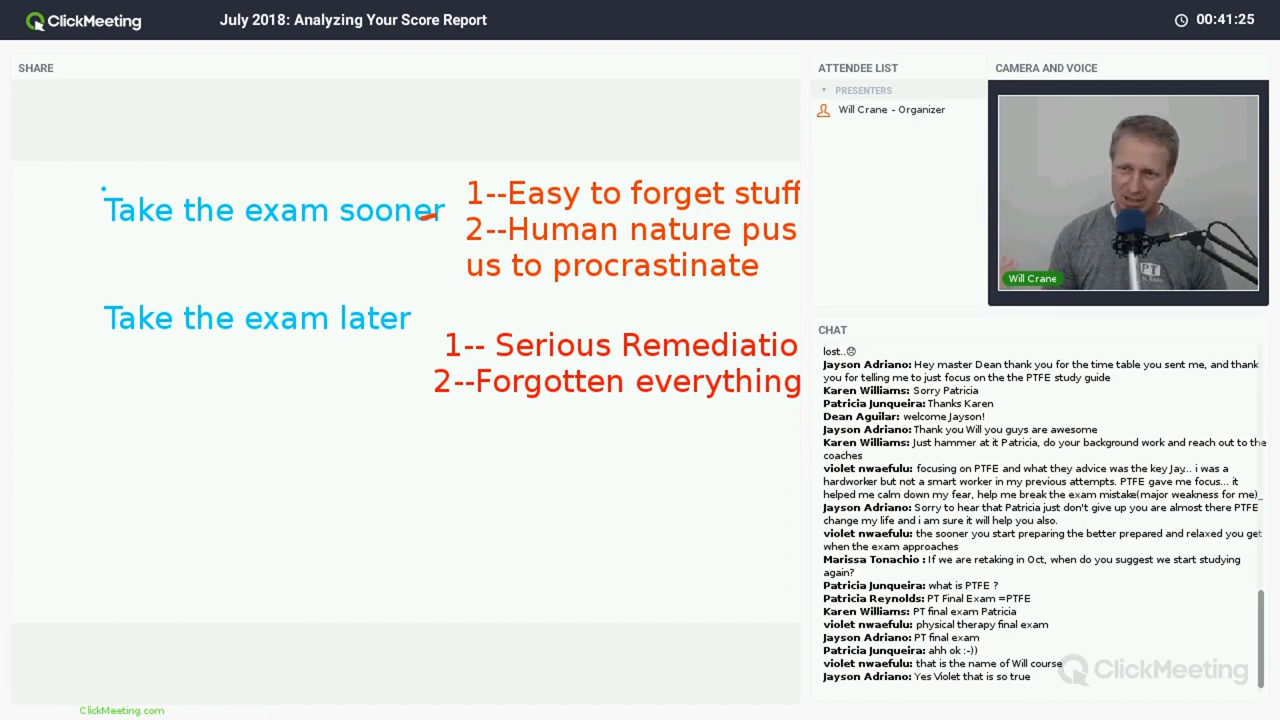 ClickMeeting
July 2018: Analyzing Your Score Report
00:41:25
SHARE
Take the exam sooner
1--Easy to forget stuff
2--Human nature pus
us to procrastinate
Take the exam later
1-- Serious Remediatio
2--Forgotten everything
ATTENDEE LIST
PRESENTERS
Will Crane - Organizer
CAMERA AND VOICE
PT
Will Crane
CHAT
lost..☹
Jayson Adriano: Hey master Dean thank you for the time table you sent me, and thank
you for telling me to just focus on the the PTFE study guide
Karen Williams: Sorry Patricia
Patricia Junqueira: Thanks Karen
Dean Aguilar: welcome Jayson!
Jayson Adriano: Thank you Will you guys are awesome
Karen Williams: Just hammer at it Patricia, do your background work and reach out to the
coaches
violet nwaefulu: focusing on PTFE and what they advice was the key Jay... i was a
hardworker but not a smart worker in my previous attempts. PTFE gave me focus... it
helped me calm down my fear, help me break the exam mistake(major weakness for me)_
Jayson Adriano: Sorry to hear that Patricia just don't give up you are almost there PTFE
change my life and i am sure it will help you also.
violet nwaefulu: the sooner you start preparing the better prepared and relaxed you get
when the exam approaches
Marissa Tonachio : If we are retaking in Oct, when do you suggest we start studying
again?
Patricia Junqueira: what is PTFE ?
Patricia Reynolds: PT Final Exam =PTFE
Karen Williams: PT final exam Patricia
violet nwaefulu: physical therapy final exam
Jayson Adriano: PT final exam
Patricia Junqueira: ahh ok :-))
violet nwaefulu: that is the name of Will course
Jayson Adriano: Yes Violet that is so true
ClickMeeting
ClickMeeting.com